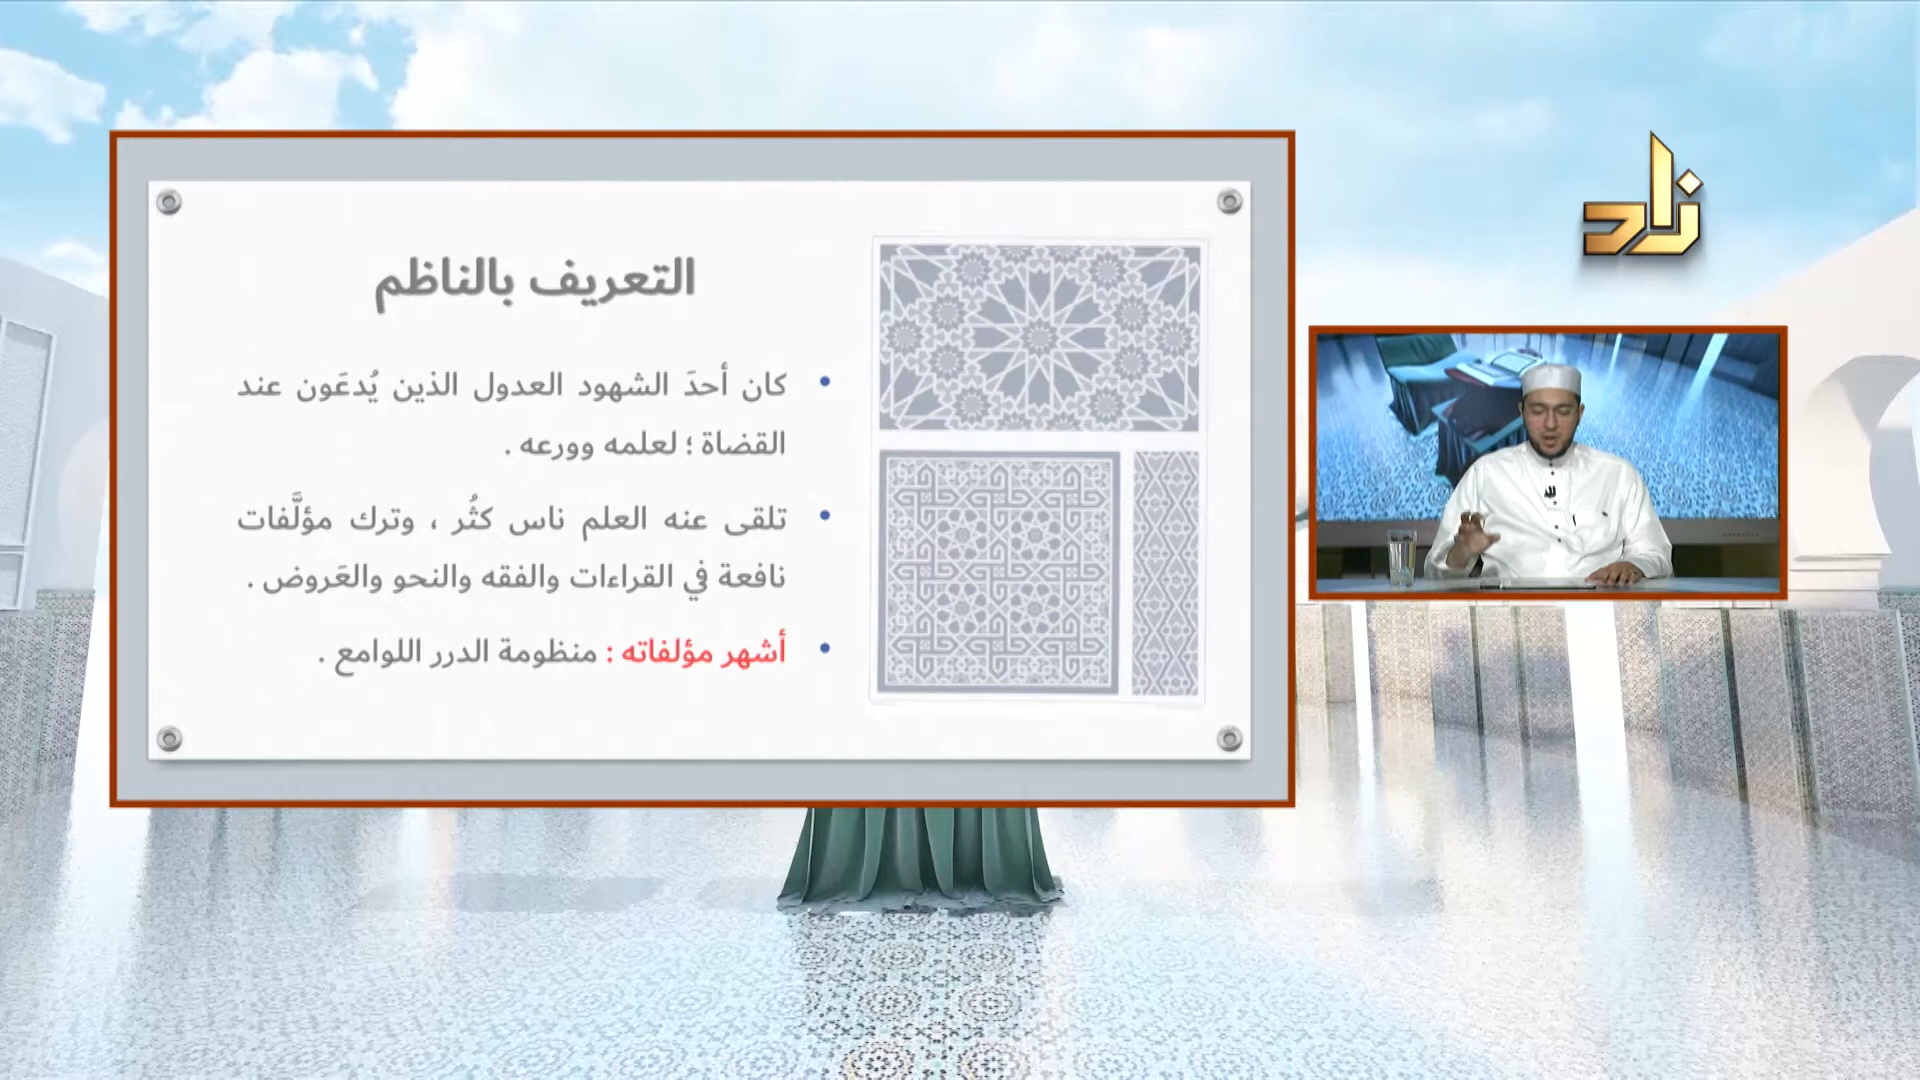 زاد
التعريف بالناظم
• كان أحدَ الشهود العدول الذين يُدعَون عند
القضاة ؛ لعلمه وورعه .
• تلقى عنه العلم ناس كثُر ، وترك مؤلَّفات
نافعة في القراءات والفقه والنحو والعَروض .
• أشهر مؤلفاته : منظومة الدرر اللوامع .